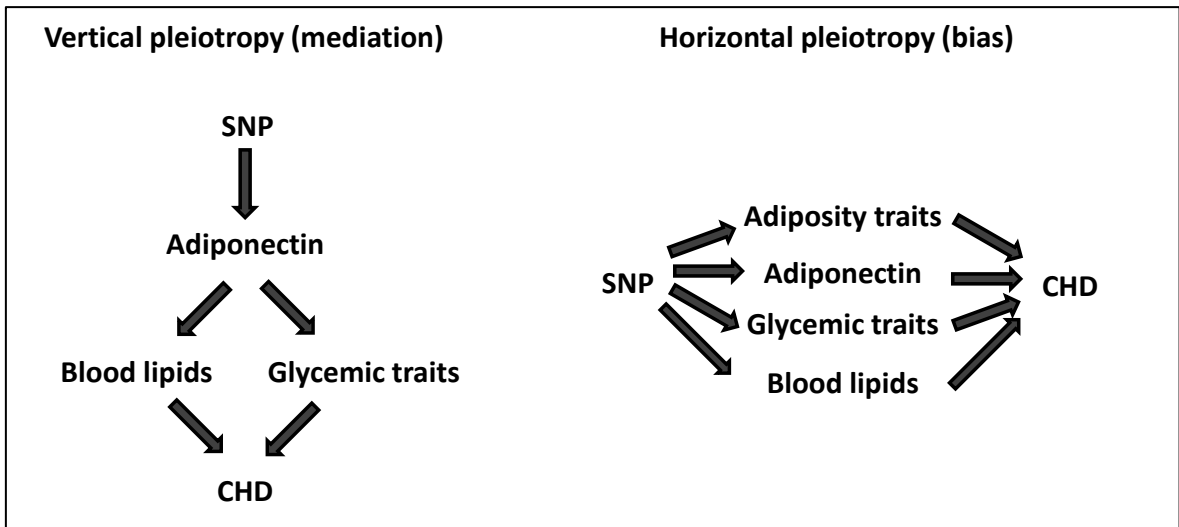 Vertical pleiotropy (mediation)
SNP
Adiponectin
Blood lipids
Glycemic traits
CHD
Horizontal pleiotropy (bias)
SNP
Adiposity traits
Adiponectin
Glycemic traits
Blood lipids
CHD